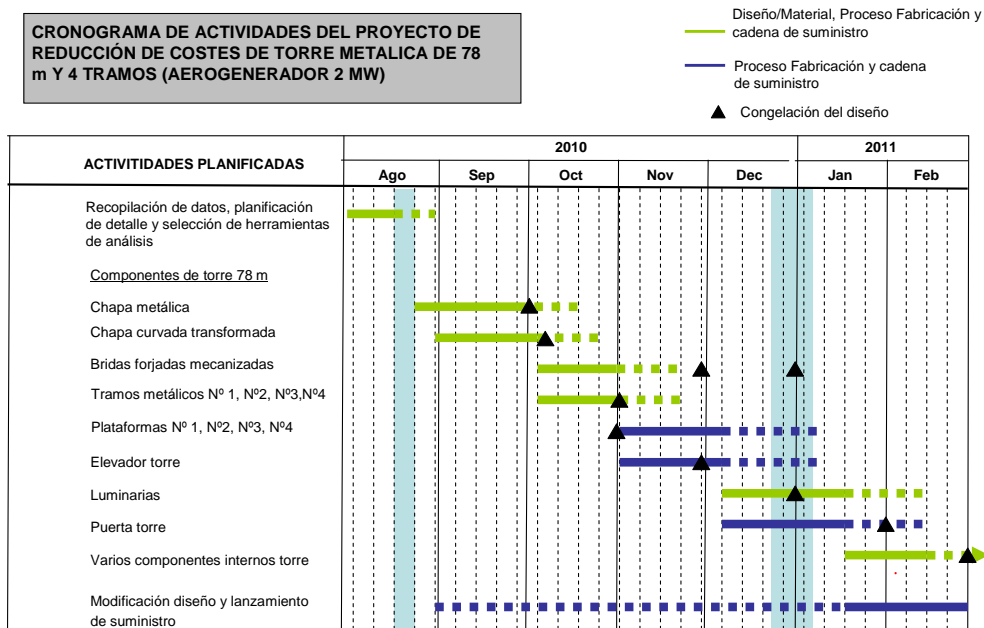 CRONOGRAMA DE ACTIVIDADES DEL PROYECTO DE
REDUCCIÓN DE COSTES DE TORRE METALICA DE 78
m Y 4 TRAMOS (AEROGENERADOR 2 MW)
Diseño/Material, Proceso Fabricación y
cadena de suministro
Proceso Fabricación y cadena
de suministro
Congelación del diseño
ACTIVITIDADES PLANIFICADAS
2010
2011
Ago
Sep
Oct
Nov
Dec
Jan
Feb
Recopilación de datos, planificación
de detalle y selección de herramientas
de análisis
Componentes de torre 78 m
Chapa metálica
Chapa curvada transformada
Bridas forjadas mecanizadas
Tramos metálicos Nº 1, Nº2, Nº3,Nº4
Plataformas Nº 1, Nº2, Nº3, Nº4
Elevador torre
Luminarias
Puerta torre
Varios componentes internos torre
Modificación diseño y lanzamiento
de suministro